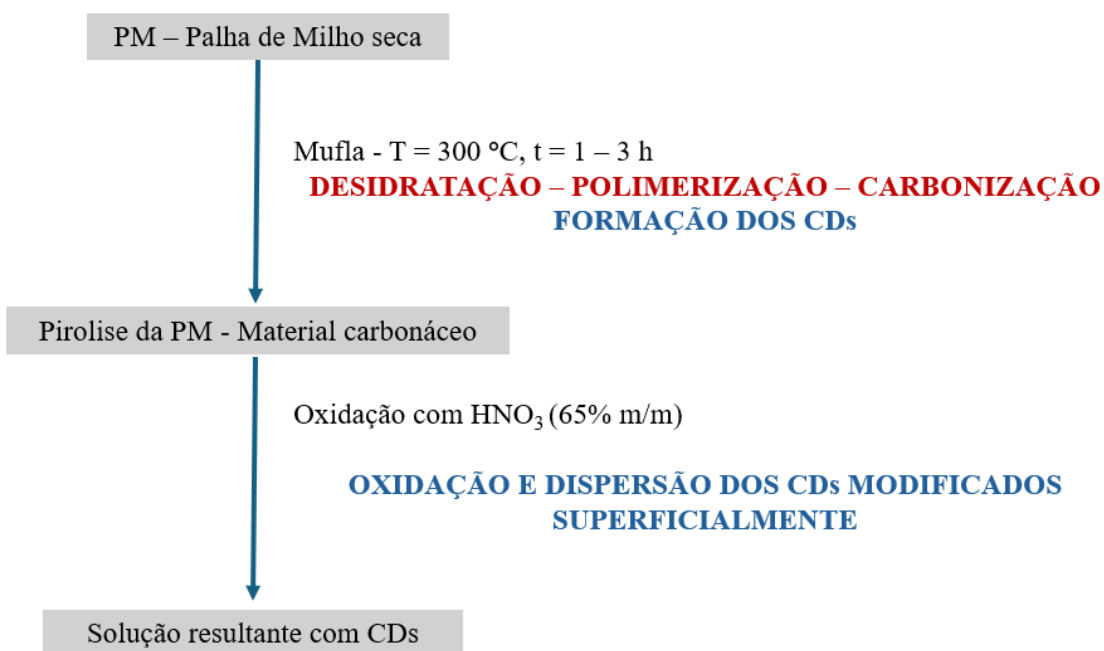 PM – Palha de Milho seca
Mufla - T = 300 °C, t = 1 – 3 h
DESIDRATAÇÃO – POLIMERIZAÇÃO – CARBONIZAÇÃO
FORMAÇÃO DOS CDs
Pirolise da PM - Material carbonáceo
Oxidação com HNO₃ (65% m/m)
OXIDAÇÃO E DISPERSÃO DOS CDs MODIFICADOS
SUPERFICIALMENTE
Solução resultante com CDs